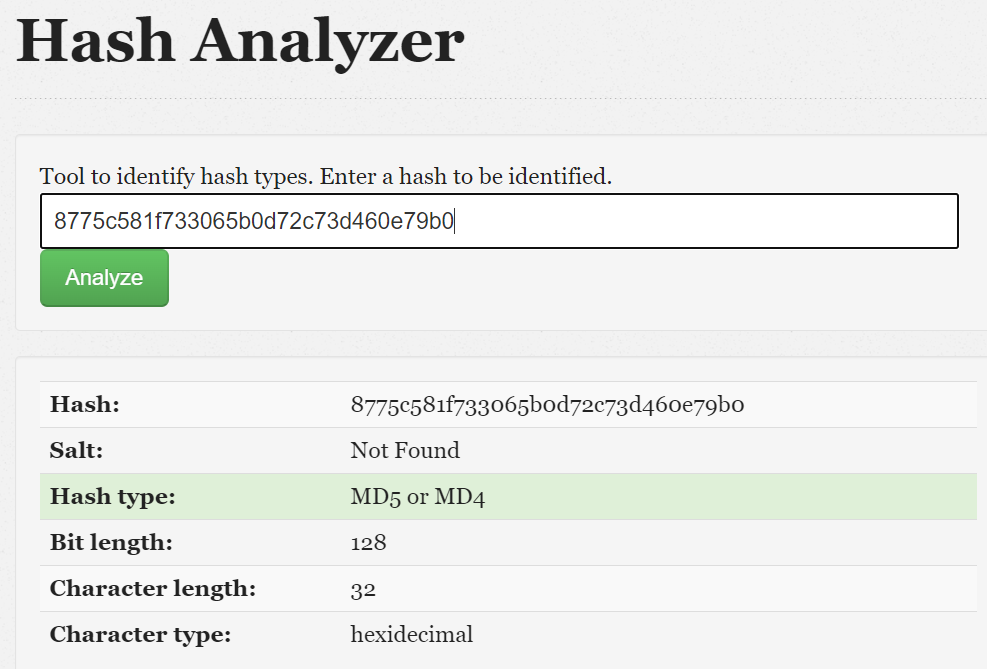 Hash Analyzer
Tool to identify hash types. Enter a hash to be identified.
8775c581f733065b0d72c73d460e79b0
Analyze
Hash: 8775c581f733065b0d72c73d460e79b0
Salt: Not Found
Hash type: MD5 or MD4
Bit length: 128
Character length: 32
Character type: hexidecimal